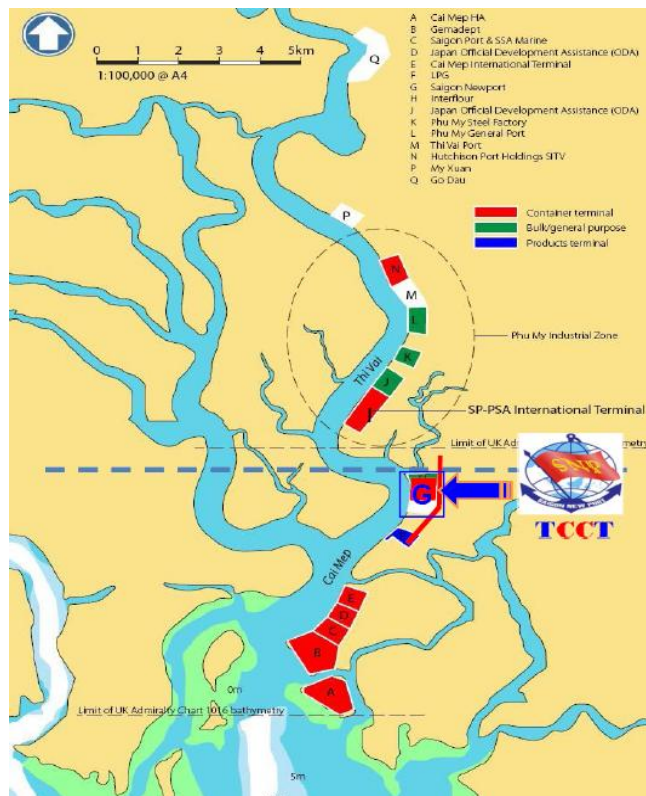 A Cai Mep HA
B Gemadept
C Saigon Port & SSA Marine
D Japan Official Development Assistance (ODA)
E Cai Mep International Terminal
F LPG
G Saigon Newport
H Interflour
J Japan Official Development Assistance (ODA)
K Phu My Steel Factory
L Phu My General Port
M Thi Vai Port
N Hutchison Port Holdings SITV
P My Xuan
Q Go Dau
0 1 2 3 4 5km
1:100,000 @ A4
Q
Container terminal
Bulk/general purpose
Products terminal
P
N
M
L
Phu My Industrial Zone
K
Thi Vai
J
I
SP-PSA International Terminal
Limit of UK Adm
metry
SNP
G
I
SAIGON NEW PORT
TCCT
Cai Mep
E
D
C
B
0m
A
Limit of UK Admiralty Chart 1016 bathymetry
5m